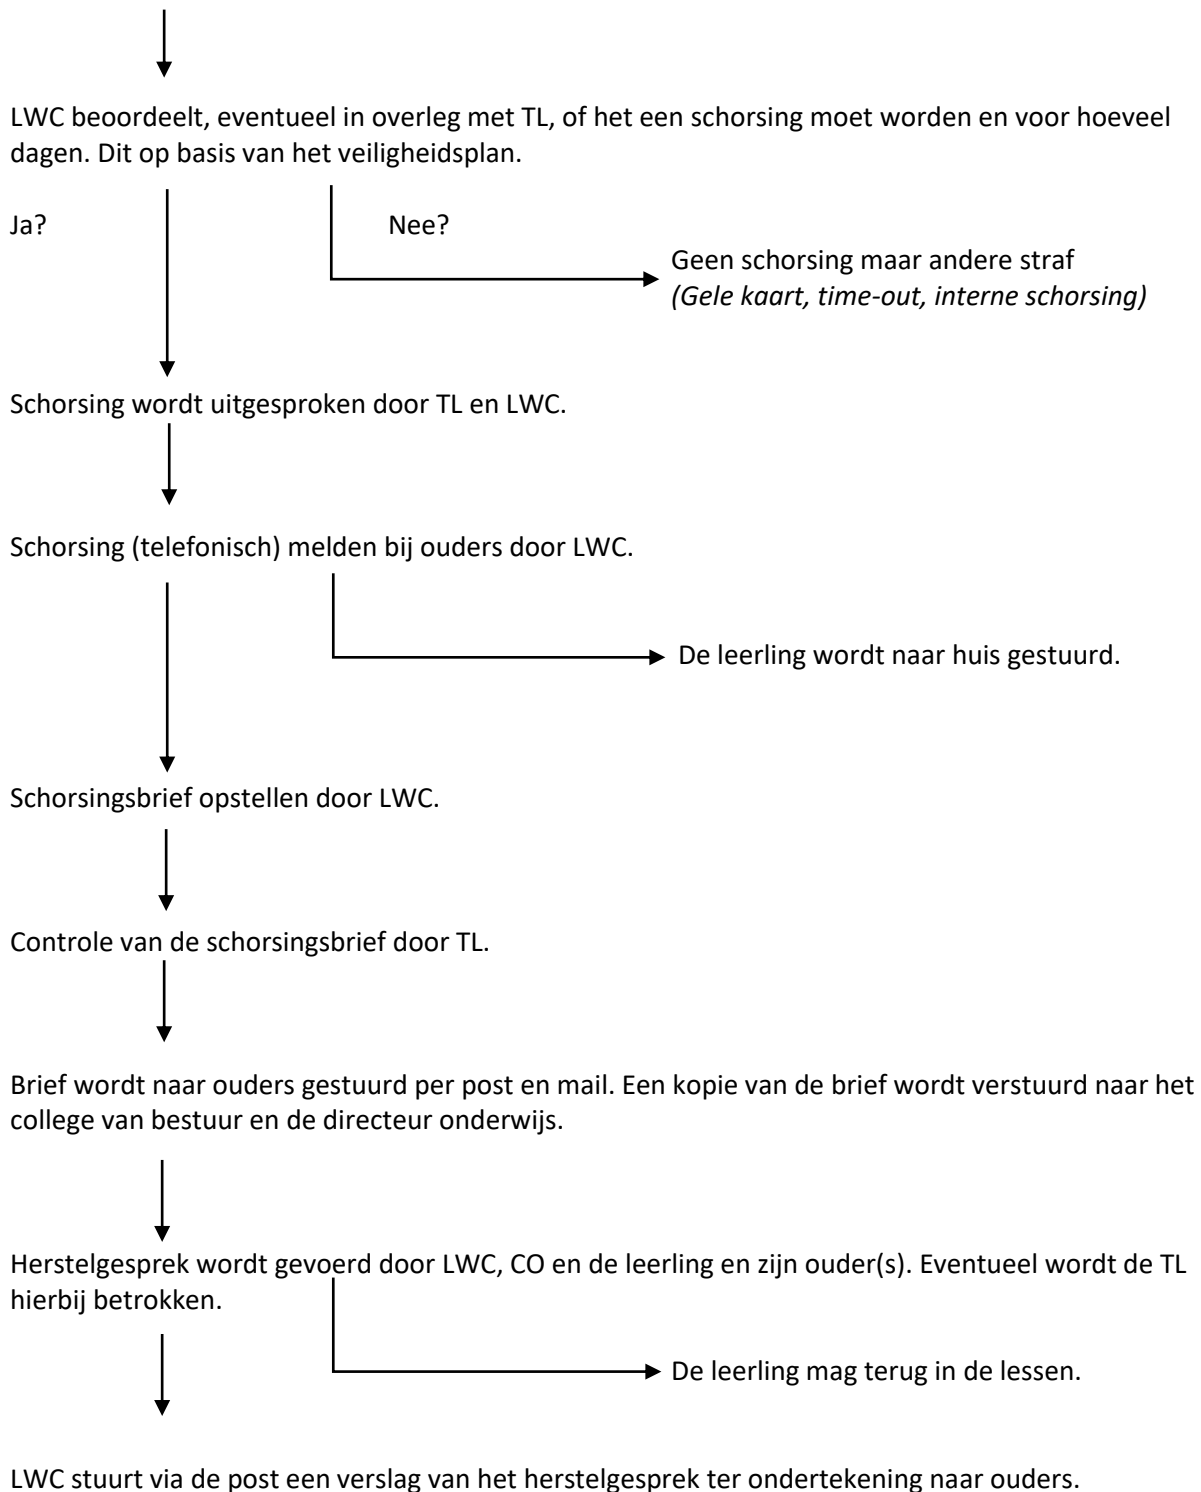 LWC beoordeelt, eventueel in overleg met TL, of het een schorsing moet worden en voor hoeveel
dagen. Dit op basis van het veiligheidsplan.
Ja?
Nee?
Geen schorsing maar andere straf
(Gele kaart, time-out, interne schorsing)
Schorsing wordt uitgesproken door TL en LWC.
Schorsing (telefonisch) melden bij ouders door LWC.
De leerling wordt naar huis gestuurd.
Schorsingsbrief opstellen door LWC.
Controle van de schorsingsbrief door TL.
Brief wordt naar ouders gestuurd per post en mail. Een kopie van de brief wordt verstuurd naar het
college van bestuur en de directeur onderwijs.
Herstelgesprek wordt gevoerd door LWC, CO en de leerling en zijn ouder(s). Eventueel wordt de TL
hierbij betrokken.
De leerling mag terug in de lessen.
LWC stuurt via de post een verslag van het herstelgesprek ter ondertekening naar ouders.